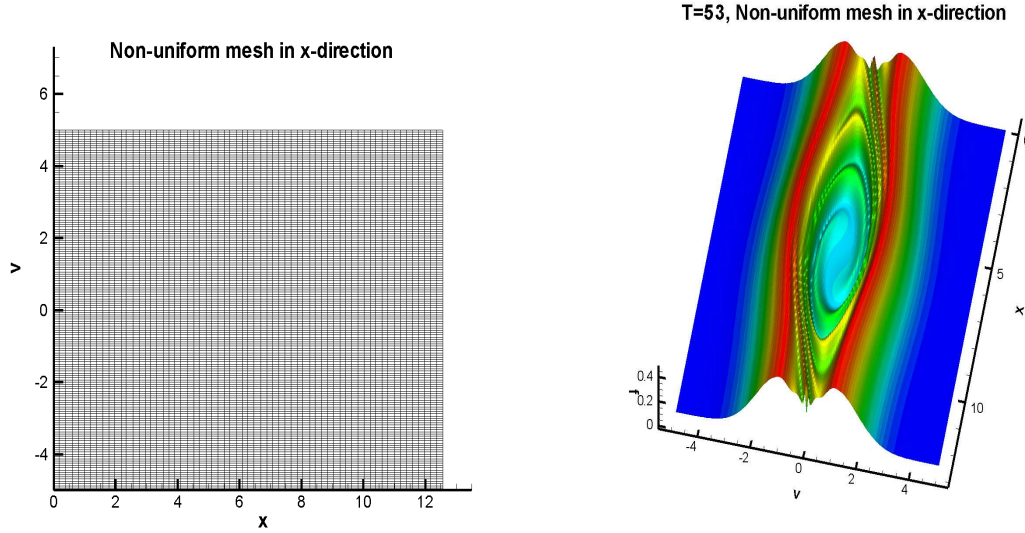 Non-uniform mesh in x-direction
6
4
2
0
-2
-4
v
0 2 4 6 8 10 12
x
T=53, Non-uniform mesh in x-direction
5
10
x
0.4
0.2
0
f
-4 -2 0 2 4
v